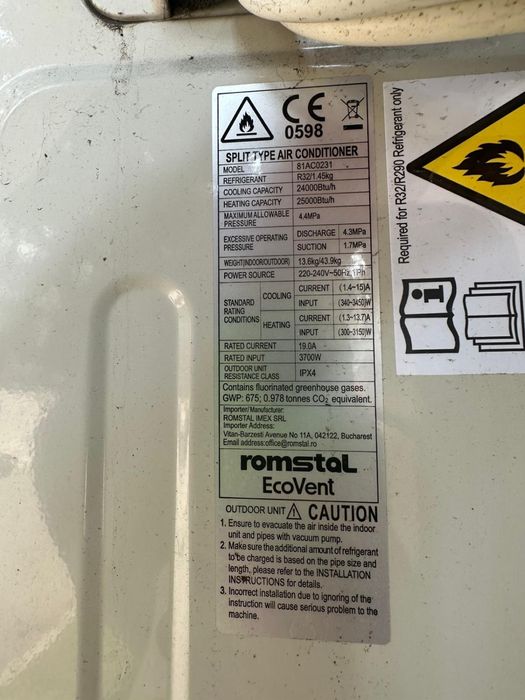 CE
0598
SPLIT TYPE AIR CONDITIONER
MODEL 81AC0231
REFRIGERANT R32/1.45kg
COOLING CAPACITY 24000Btu/h
HEATING CAPACITY 25000Btu/h
MAXIMUM ALLOWABLE
PRESSURE 4.4MPa
EXCESSIVE OPERATING
PRESSURE
DISCHARGE 4.3MPa
SUCTION 1.7MPa
WEIGHT(INDOOR/OUTDOOR) 13.6kg/43.9kg
POWER SOURCE 220-240V~50Hz,1Ph
STANDARD
RATING
CONDITIONS
COOLING
CURRENT (1.4~15)A
INPUT (340-3450)W
HEATING
CURRENT (1.3-13.7)A
INPUT (300-3150)W
RATED CURRENT 19.0A
RATED INPUT 3700W
OUTDOOR UNIT
RESISTANCE CLASS IPX4
Contains fluorinated greenhouse gases.
GWP: 675; 0.978 tonnes CO₂ equivalent.
Importer/Manufacturer:
ROMSTAL IMEX SRL
Importer Address:
Vitan-Barzesti Avenue No 11A, 042122, Bucharest
Email address:office@romstal.ro
romstal
EcoVent
OUTDOOR UNIT CAUTION
1. Ensure to evacuate the air inside the indoor
unit and pipes with vacuum pump.
2. Make sure the additional amount of refrigerant
to be charged is based on the pipe size and
length, please refer to the INSTALLATION
INSTRUCTIONS for details.
3. Incorrect installation due to ignoring of the
instruction will cause serious problem to the
machine.
Required for R32/R290 Refrigerant only